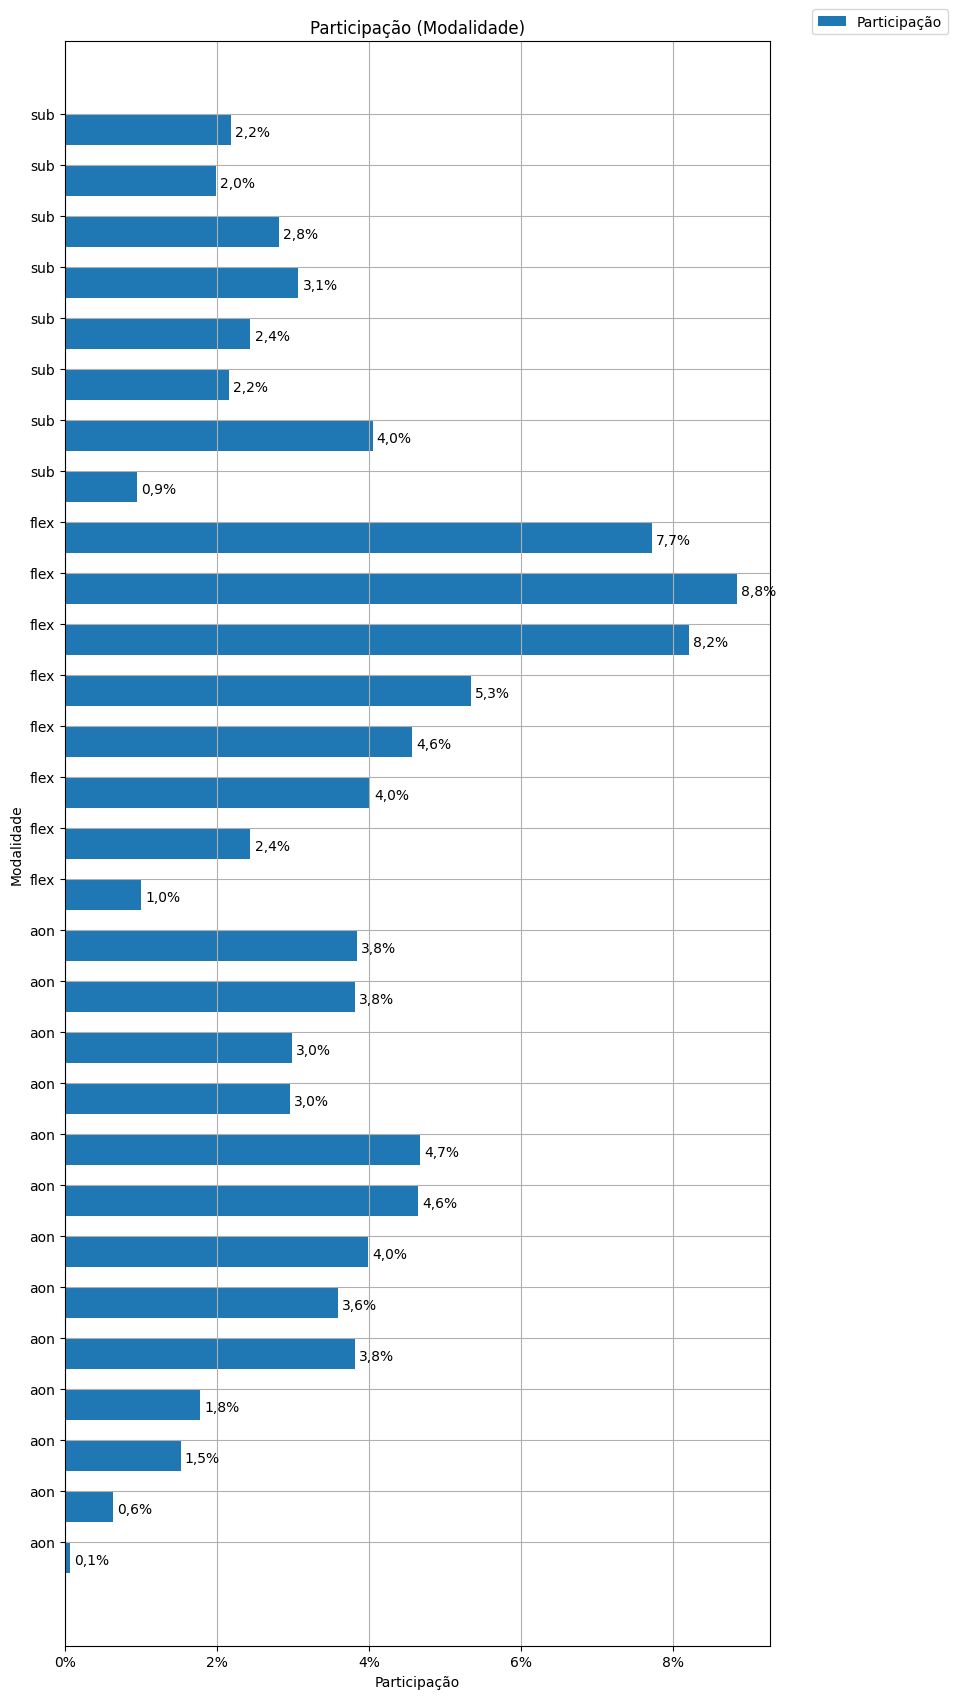 Participação (Modalidade)
Participação
sub 2,2%
sub 2,0%
sub 2,8%
sub 3,1%
sub 2,4%
sub 2,2%
sub 4,0%
sub 0,9%
flex 7,7%
flex 8,8%
flex 8,2%
flex 5,3%
flex 4,6%
flex 4,0%
flex 2,4%
flex 1,0%
aon 3,8%
aon 3,8%
aon 3,0%
aon 3,0%
aon 4,7%
aon 4,6%
aon 4,0%
aon 3,6%
aon 3,8%
aon 1,8%
aon 1,5%
aon 0,6%
aon 0,1%
Modalidade
0% 2% 4% 6% 8%
Participação